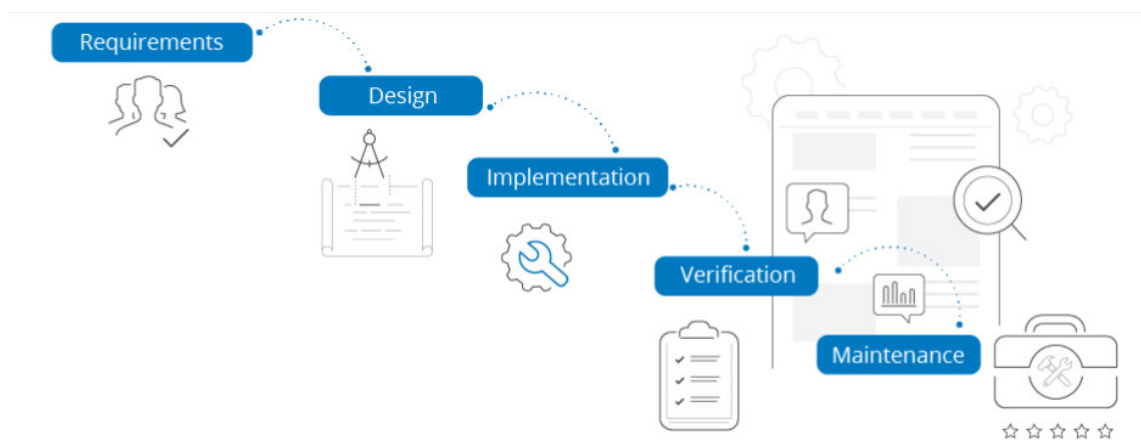 Requirements
Design
Implementation
Verification
Maintenance